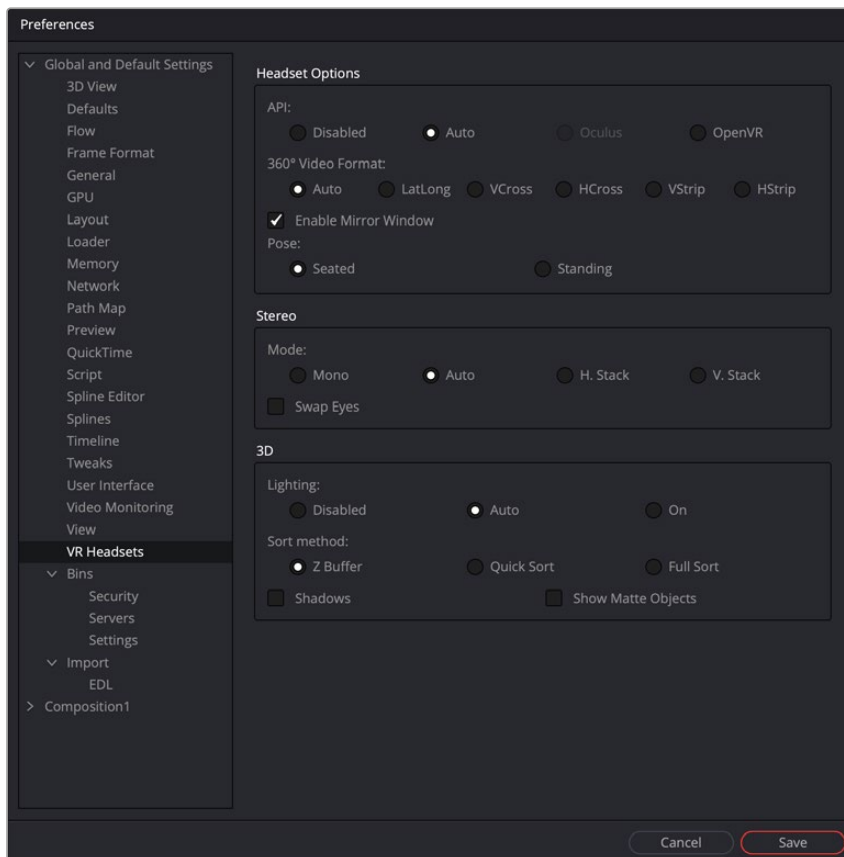 Preferences
Global and Default Settings
3D View
Defaults
Flow
Frame Format
General
GPU
Layout
Loader
Memory
Network
Path Map
Preview
QuickTime
Script
Spline Editor
Splines
Timeline
Tweaks
User Interface
Video Monitoring
View
VR Headsets
Bins
Security
Servers
Settings
Import
EDL
Composition1
Headset Options
API:
Disabled Auto Oculus OpenVR
360° Video Format:
Auto LatLong VCross HCross VStrip HStrip
Enable Mirror Window
Pose:
Seated Standing
Stereo
Mode:
Mono Auto H. Stack V. Stack
Swap Eyes
3D
Lighting:
Disabled Auto On
Sort method:
Z Buffer Quick Sort Full Sort
Shadows Show Matte Objects
Cancel Save